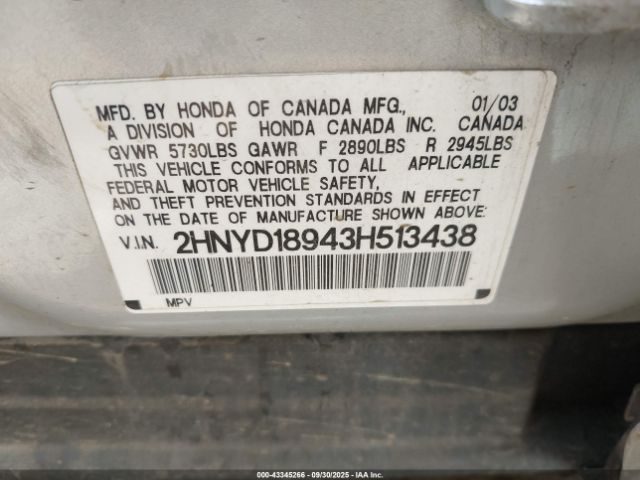 MFD. BY HONDA OF CANADA MFG., 01/03
A DIVISION OF HONDA CANADA INC. CANADA
GVWR 5730LBS GAWR F 2890LBS R 2945LBS
THIS VEHICLE CONFORMS TO ALL APPLICABLE
FEDERAL MOTOR VEHICLE SAFETY,
AND THEFT PREVENTION STANDARDS IN EFFECT
ON THE DATE OF MANUFACTURE SHOWN ABOVE:
V.I.N. 2HNYD18943H513438
MPV
000-43345266 - 09/30/2025 - IAA Inc.